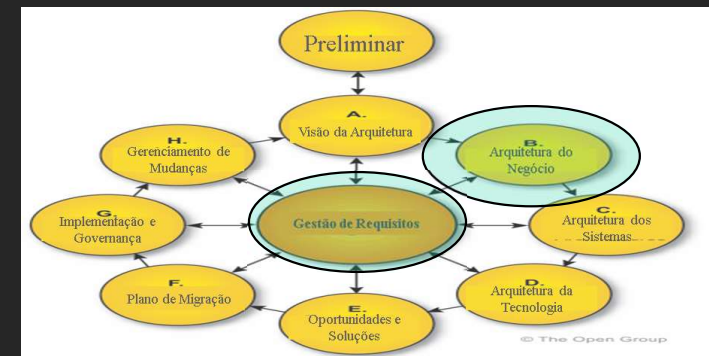 Preliminar
A.
Visão da Arquitetura
B.
Arquitetura do
Negócio
C.
Arquitetura dos
Sistemas
D.
Arquitetura da
Tecnologia
E.
Oportunidades e
Soluções
F.
Plano de Migração
G.
Implementação e
Governança
H.
Gerenciamento de
Mudanças
Gestão de Requisitos
© The Open Group